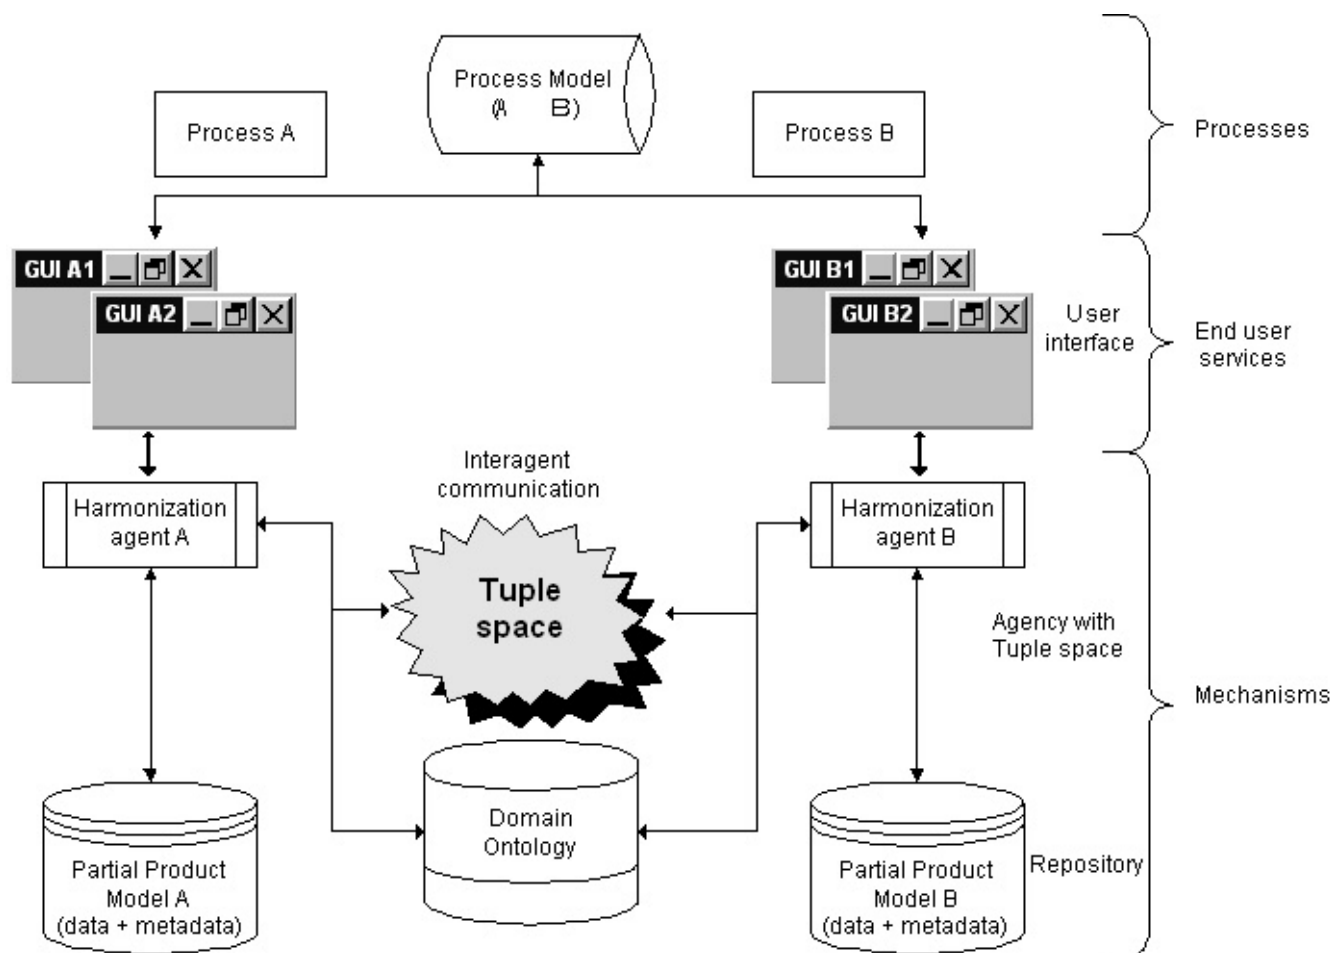 Process Model
(A B)
Process A
Process B
Processes
GUI A1
GUI A2
GUI B1
GUI B2
User
interface
End user
services
Interagent
communication
Harmonization
agent A
Harmonization
agent B
Tuple
space
Agency with
Tuple space
Mechanisms
Domain
Ontology
Partial Product
Model A
(data + metadata)
Partial Product
Model B
(data + metadata)
Repository